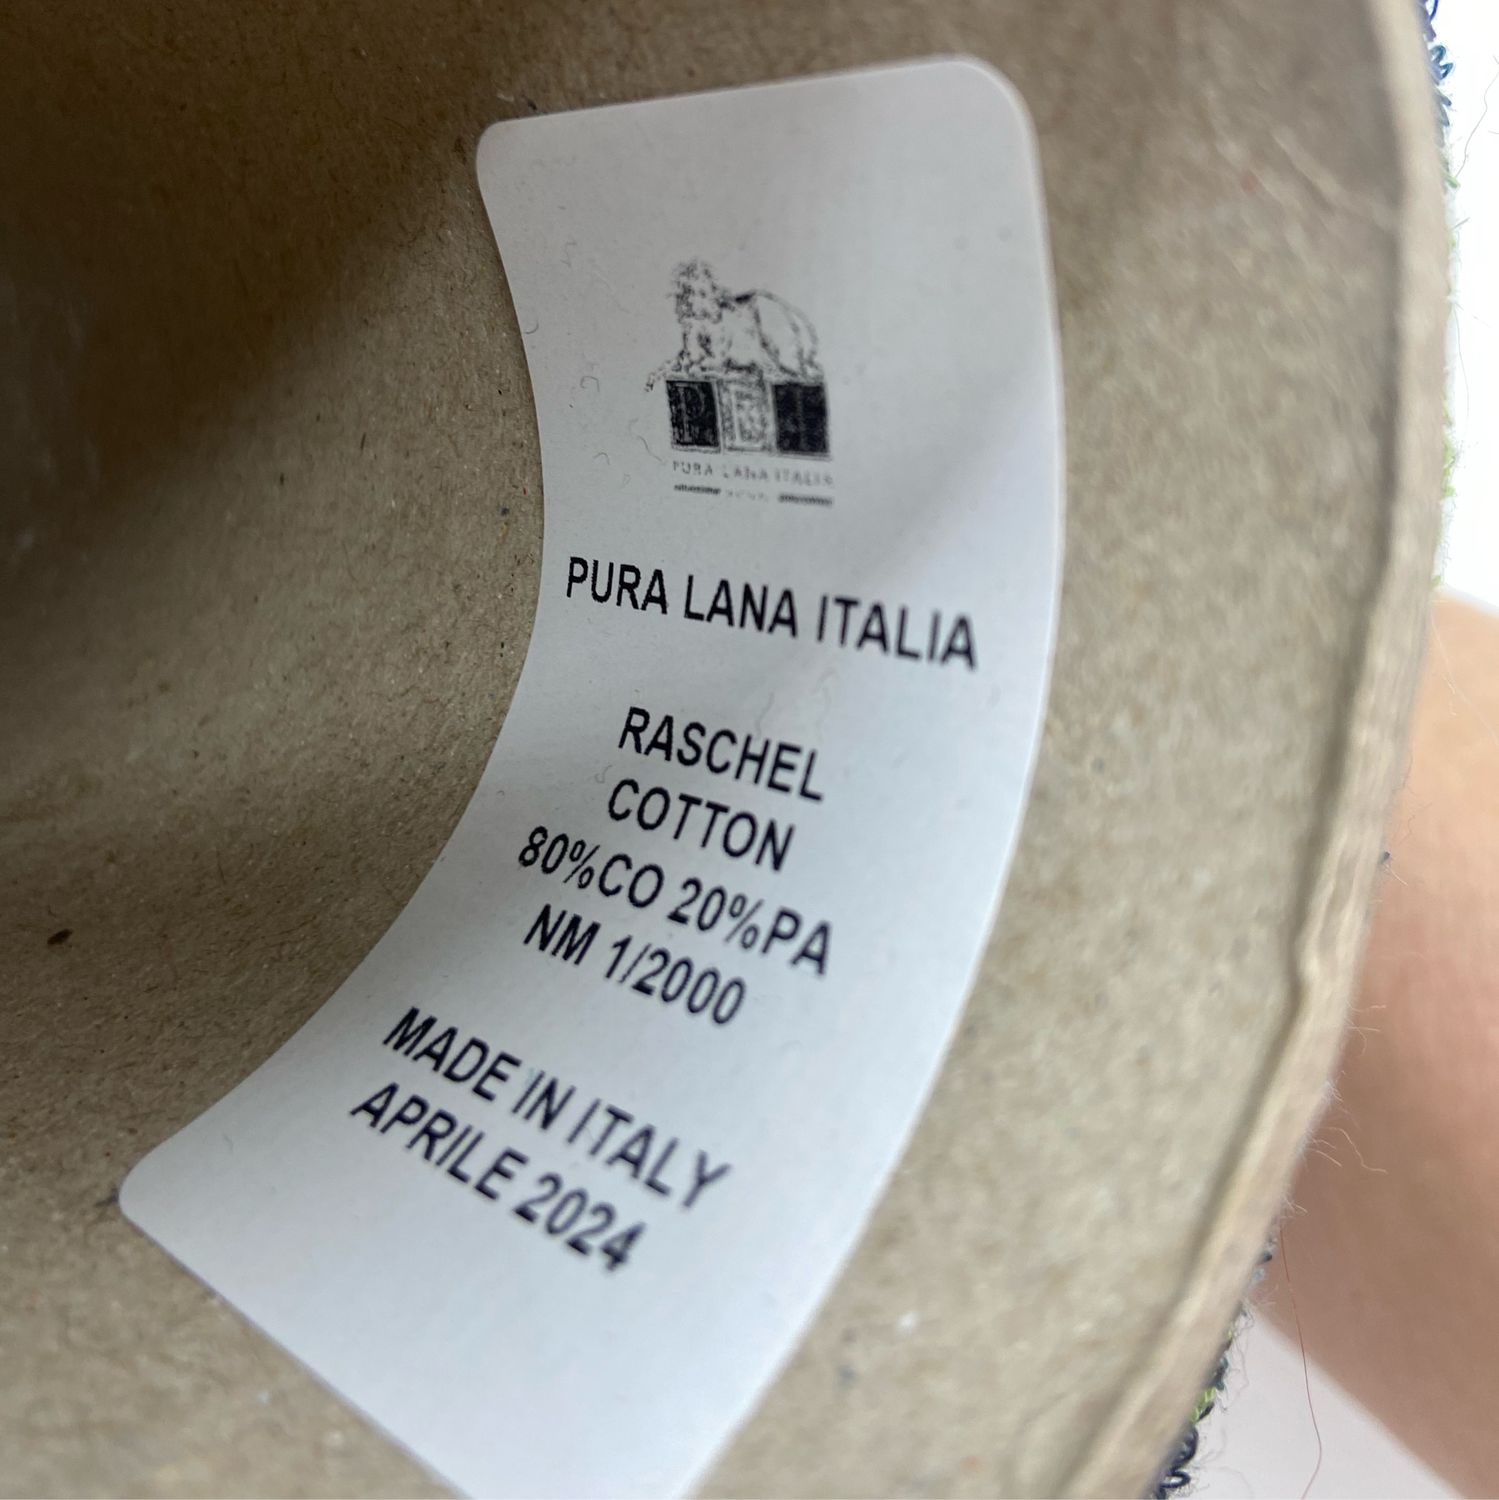 PLI
PURA LANA ITALIA
PURA LANA ITALIA
RASCHEL
COTTON
80%CO 20%PA
NM 1/2000
MADE IN ITALY
APRILE 2024